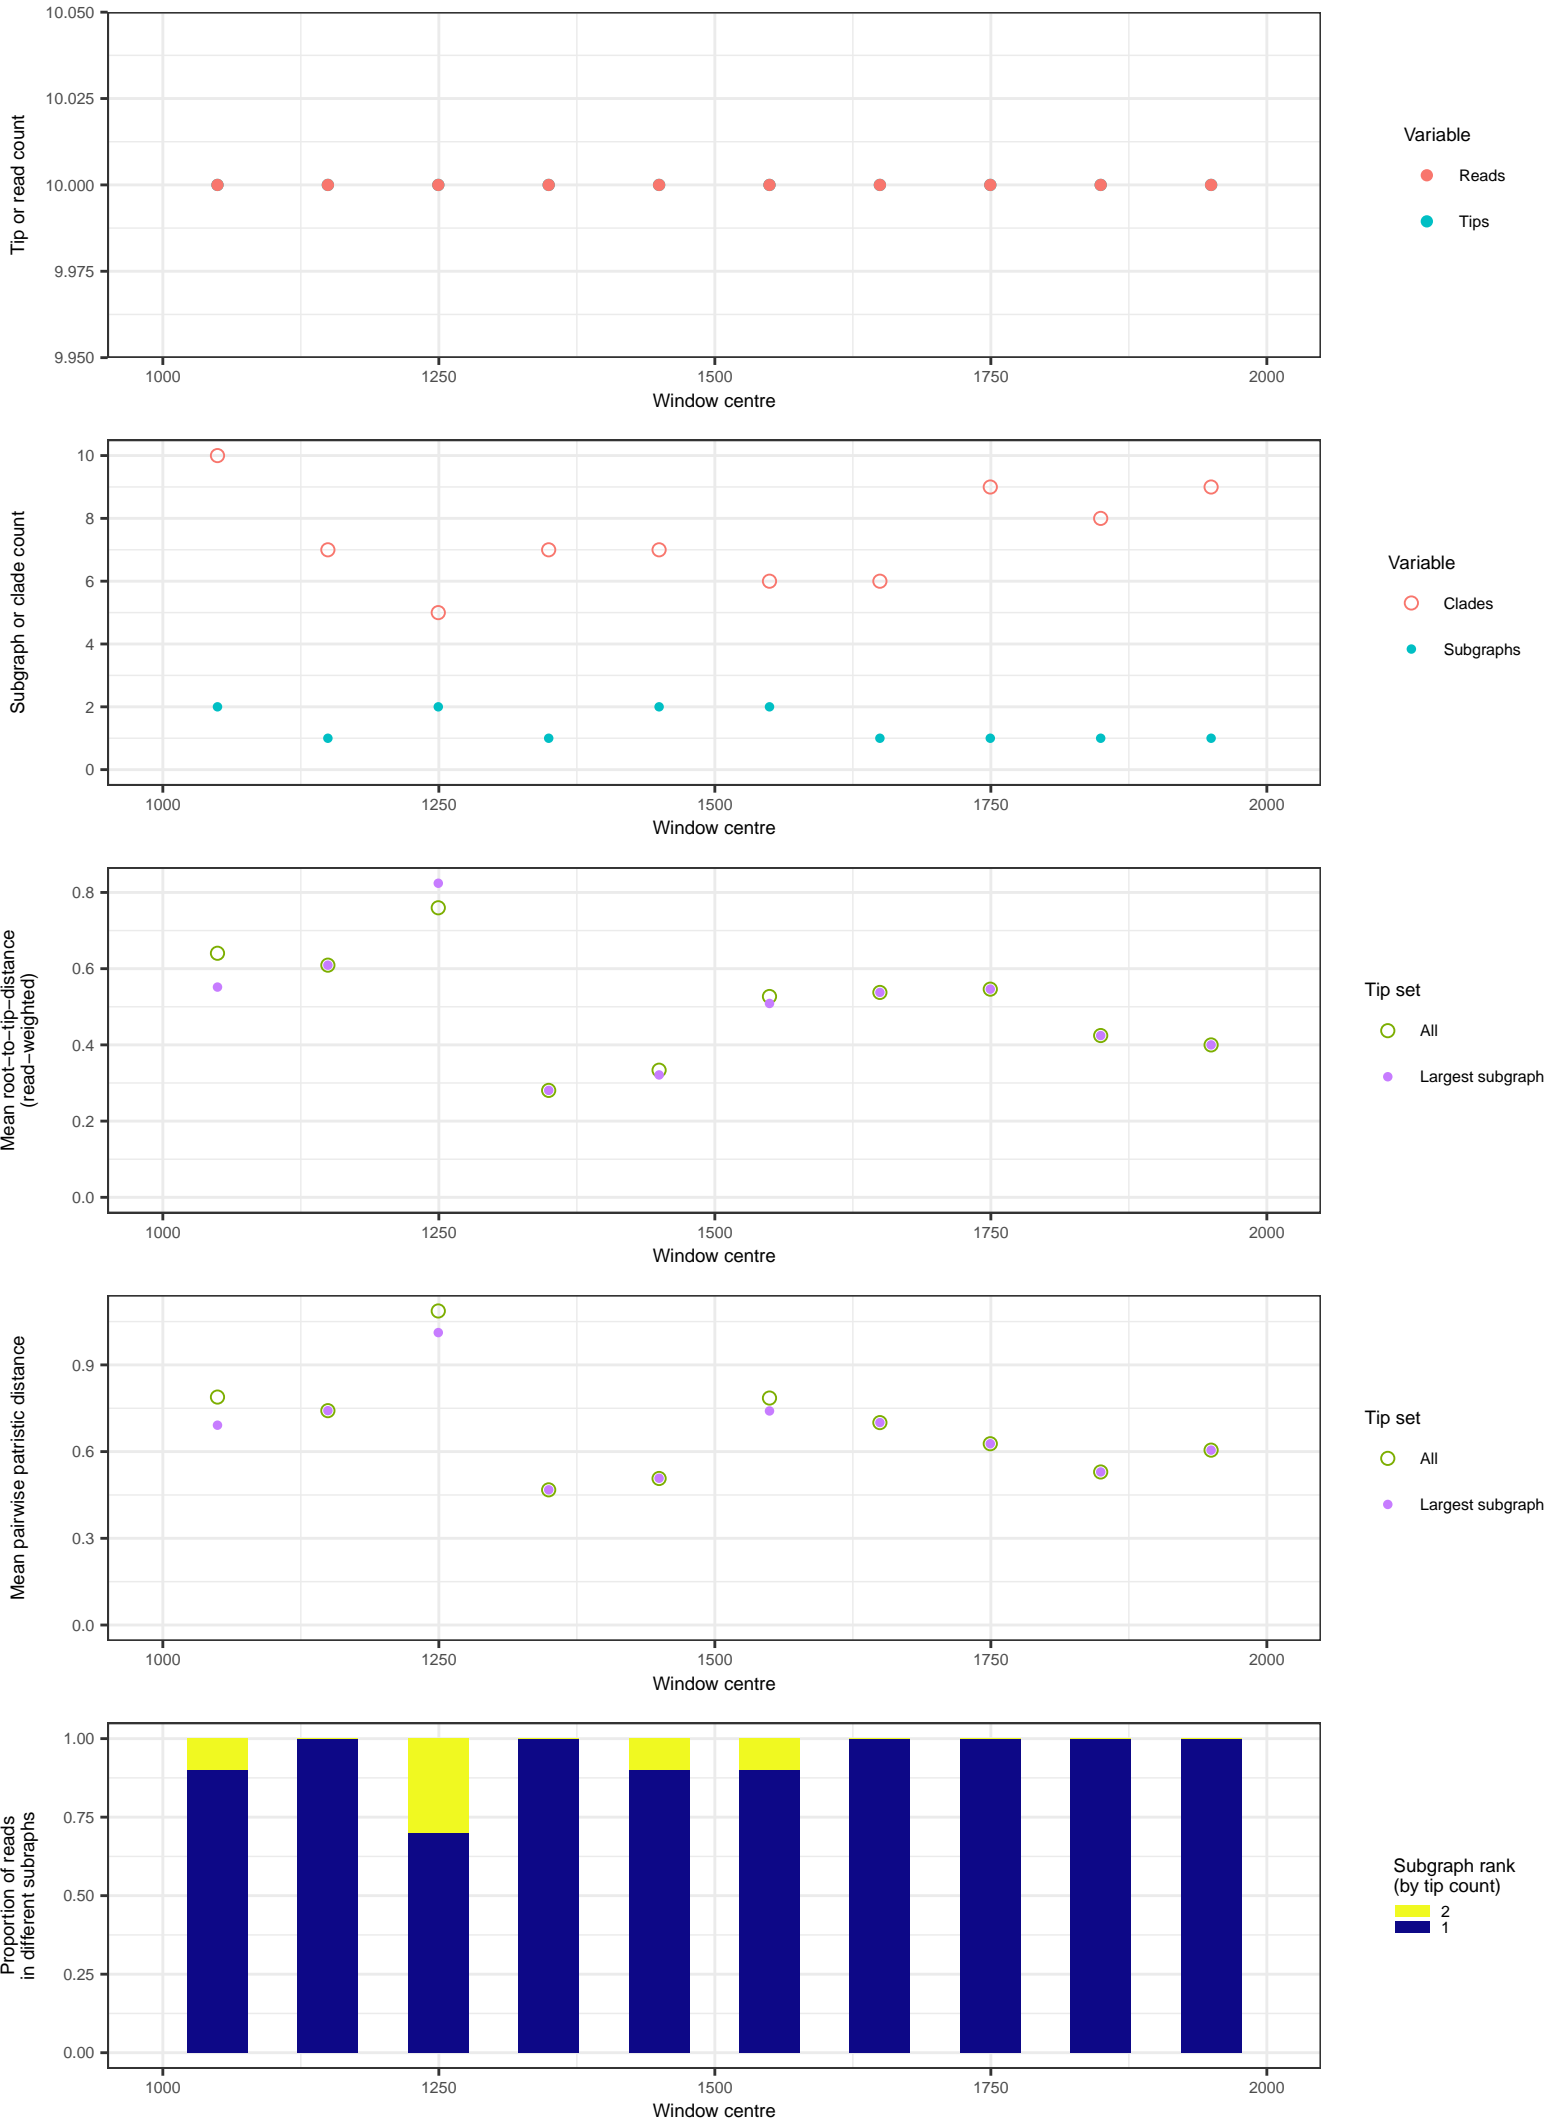 10.050
10.025
10.000
9.975
9.950
Tip or read count
1000 1250 1500 1750 2000
Window centre
Variable
Reads
Tips
10
8
6
4
2
0
Subgraph or clade count
1000 1250 1500 1750 2000
Window centre
Variable
Clades
Subgraphs
0.8
0.6
0.4
0.2
0.0
Mean root−to−tip−distance
(read−weighted)
1000 1250 1500 1750 2000
Window centre
Tip set
All
Largest subgraph
0.9
0.6
0.3
0.0
Mean pairwise patristic distance
1000 1250 1500 1750 2000
Window centre
Tip set
All
Largest subgraph
1.00
0.75
0.50
0.25
0.00
Proportion of reads
in different subraphs
1000 1250 1500 1750 2000
Window centre
Subgraph rank
(by tip count)
2
1